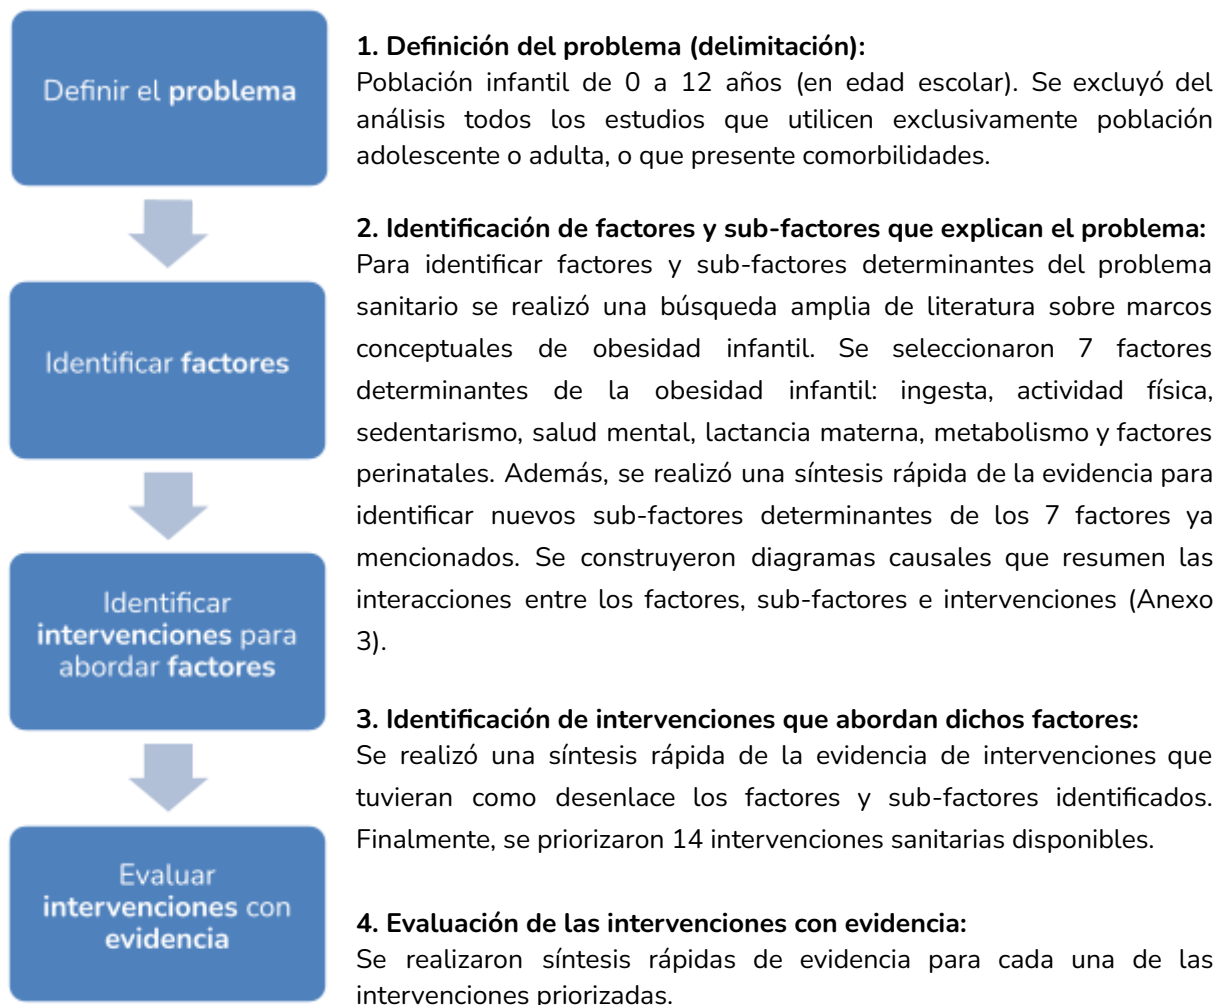 Definir el problema
1. Definición del problema (delimitación):
Población infantil de 0 a 12 años (en edad escolar). Se excluyó del
análisis todos los estudios que utilicen exclusivamente población
adolescente o adulta, o que presente comorbilidades.
Identificar factores
2. Identificación de factores y sub-factores que explican el problema:
Para identificar factores y sub-factores determinantes del problema
sanitario se realizó una búsqueda amplia de literatura sobre marcos
conceptuales de obesidad infantil. Se seleccionaron 7 factores
determinantes de la obesidad infantil: ingesta, actividad física,
sedentarismo, salud mental, lactancia materna, metabolismo y factores
perinatales. Además, se realizó una síntesis rápida de la evidencia para
identificar nuevos sub-factores determinantes de los 7 factores ya
mencionados. Se construyeron diagramas causales que resumen las
interacciones entre los factores, sub-factores e intervenciones (Anexo
3).
Identificar
intervenciones para
abordar factores
3. Identificación de intervenciones que abordan dichos factores:
Se realizó una síntesis rápida de la evidencia de intervenciones que
tuvieran como desenlace los factores y sub-factores identificados.
Finalmente, se priorizaron 14 intervenciones sanitarias disponibles.
Evaluar
intervenciones con
evidencia
4. Evaluación de las intervenciones con evidencia:
Se realizaron síntesis rápidas de evidencia para cada una de las
intervenciones priorizadas.